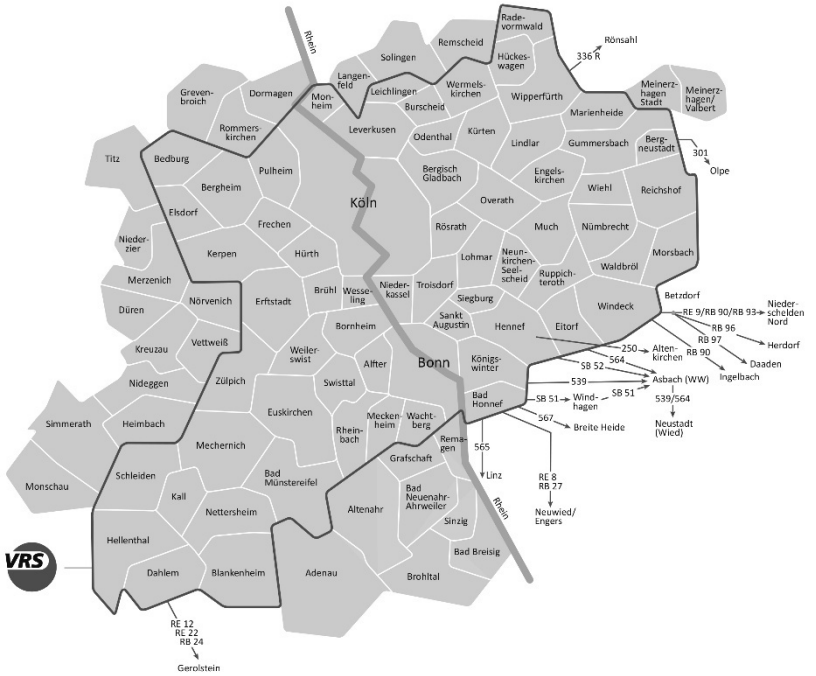 Rhein
Rade-
vormwald
Rönsahl
336 R
Remscheid
Solingen
Hückes-
wagen
Langen-
feld
Leichlingen
Wermels-
kirchen
Wipperfürth
Meinerz-
hagen
Stadt
Meinerz-
hagen/
Valbert
Grevenbroich
Dormagen
Mon-
heim
Burscheid
Marienheide
Rommers-
kirchen
Leverkusen
Odenthal
Kürten
Lindlar
Gummersbach
Berg-
neustadt
301
Olpe
Titz
Bedburg
Pulheim
Bergheim
Bergisch
Gladbach
Engels-
kirchen
Wiehl
Reichshof
Elsdorf
Köln
Overath
Frechen
Rösrath
Much
Nümbrecht
Nieder-
zier
Kerpen
Hürth
Lohmar
Neun-
kirchen-
Seel-
scheid
Ruppich-
teroth
Waldbröl
Morsbach
Merzenich
Nörvenich
Erftstadt
Brühl
Wesse-
ling
Nieder-
kassel
Troisdorf
Siegburg
Windeck
Betzdorf
RE 9/RB 90/RB 93
Nieder-
schelden
Nord
Düren
Bornheim
Sankt
Augustin
Hennef
Eitorf
RB 96
Herdorf
RB 97
Daaden
RB 90
Ingelbach
Kreuzau
Vettweiß
Weiler-
swist
Alfter
Bonn
Königs-
winter
250
Alten-
kirchen
564
SB 52
Asbach (WW)
539
Nideggen
Zülpich
Swisttal
Bad
Honnef
SB 51
Wind-
hagen
SB 51
539/564
Neustadt
(Wied)
Simmerath
Heimbach
Euskirchen
Rhein-
bach
Mecken-
heim
Wacht-
berg
567
Breite Heide
Mechernich
Rema-
gen
565
Linz
Monschau
Schleiden
Kall
Bad
Münstereifel
Grafschaft
RE 8
RB 27
Neuwied/
Engers
Nettersheim
Altenahr
Bad
Neuenahr-
Ahrweiler
Sinzig
Rhein
Hellenthal
Bad Breisig
VRS
Dahlem
Blankenheim
Adenau
Brohltal
RE 12
RE 22
RB 24
Gerolstein